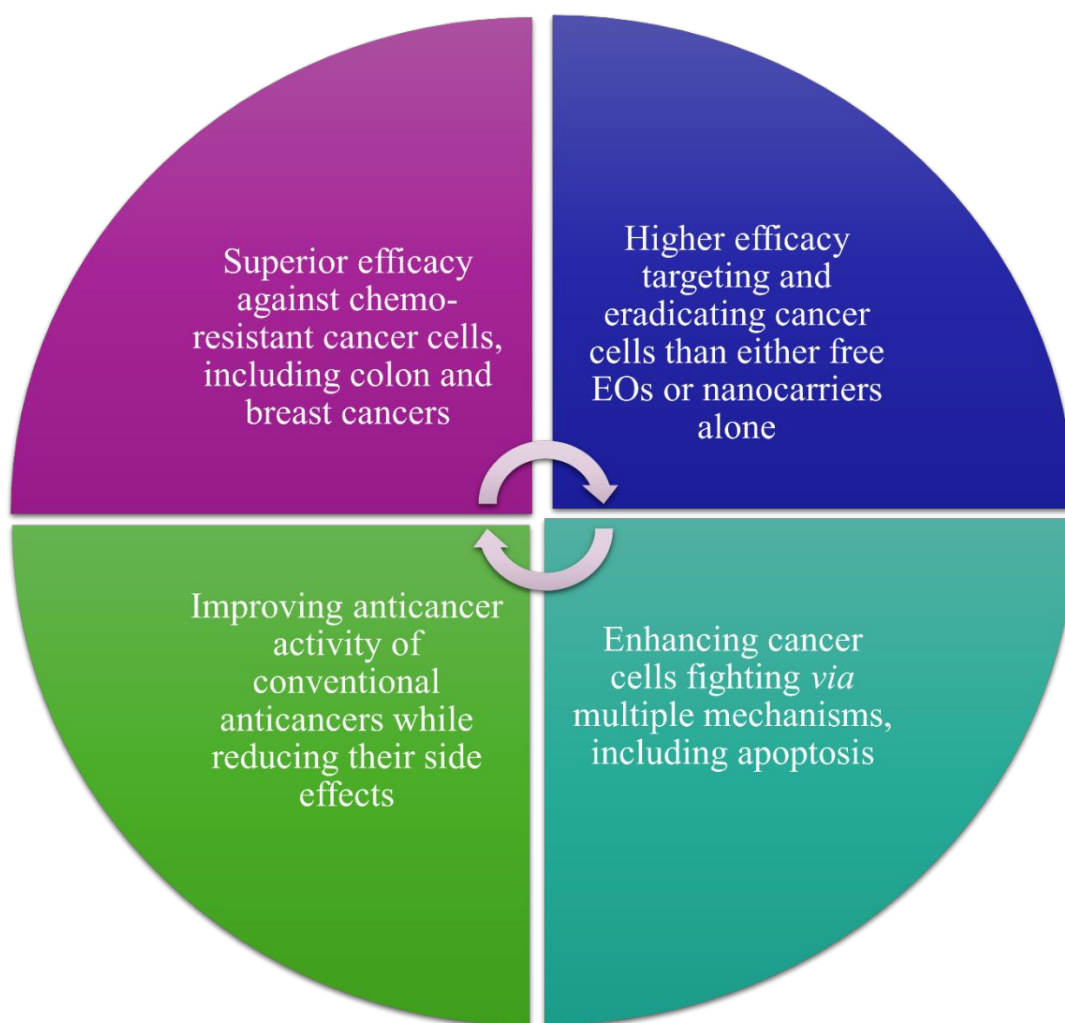 Superior efficacy
against chemo-
resistant cancer cells,
including colon and
breast cancers
Higher efficacy
targeting and
eradicating cancer
cells than either free
EOs or nanocarriers
alone
Improving anticancer
activity of
conventional
anticancers while
reducing their side
effects
Enhancing cancer
cells fighting via
multiple mechanisms,
including apoptosis